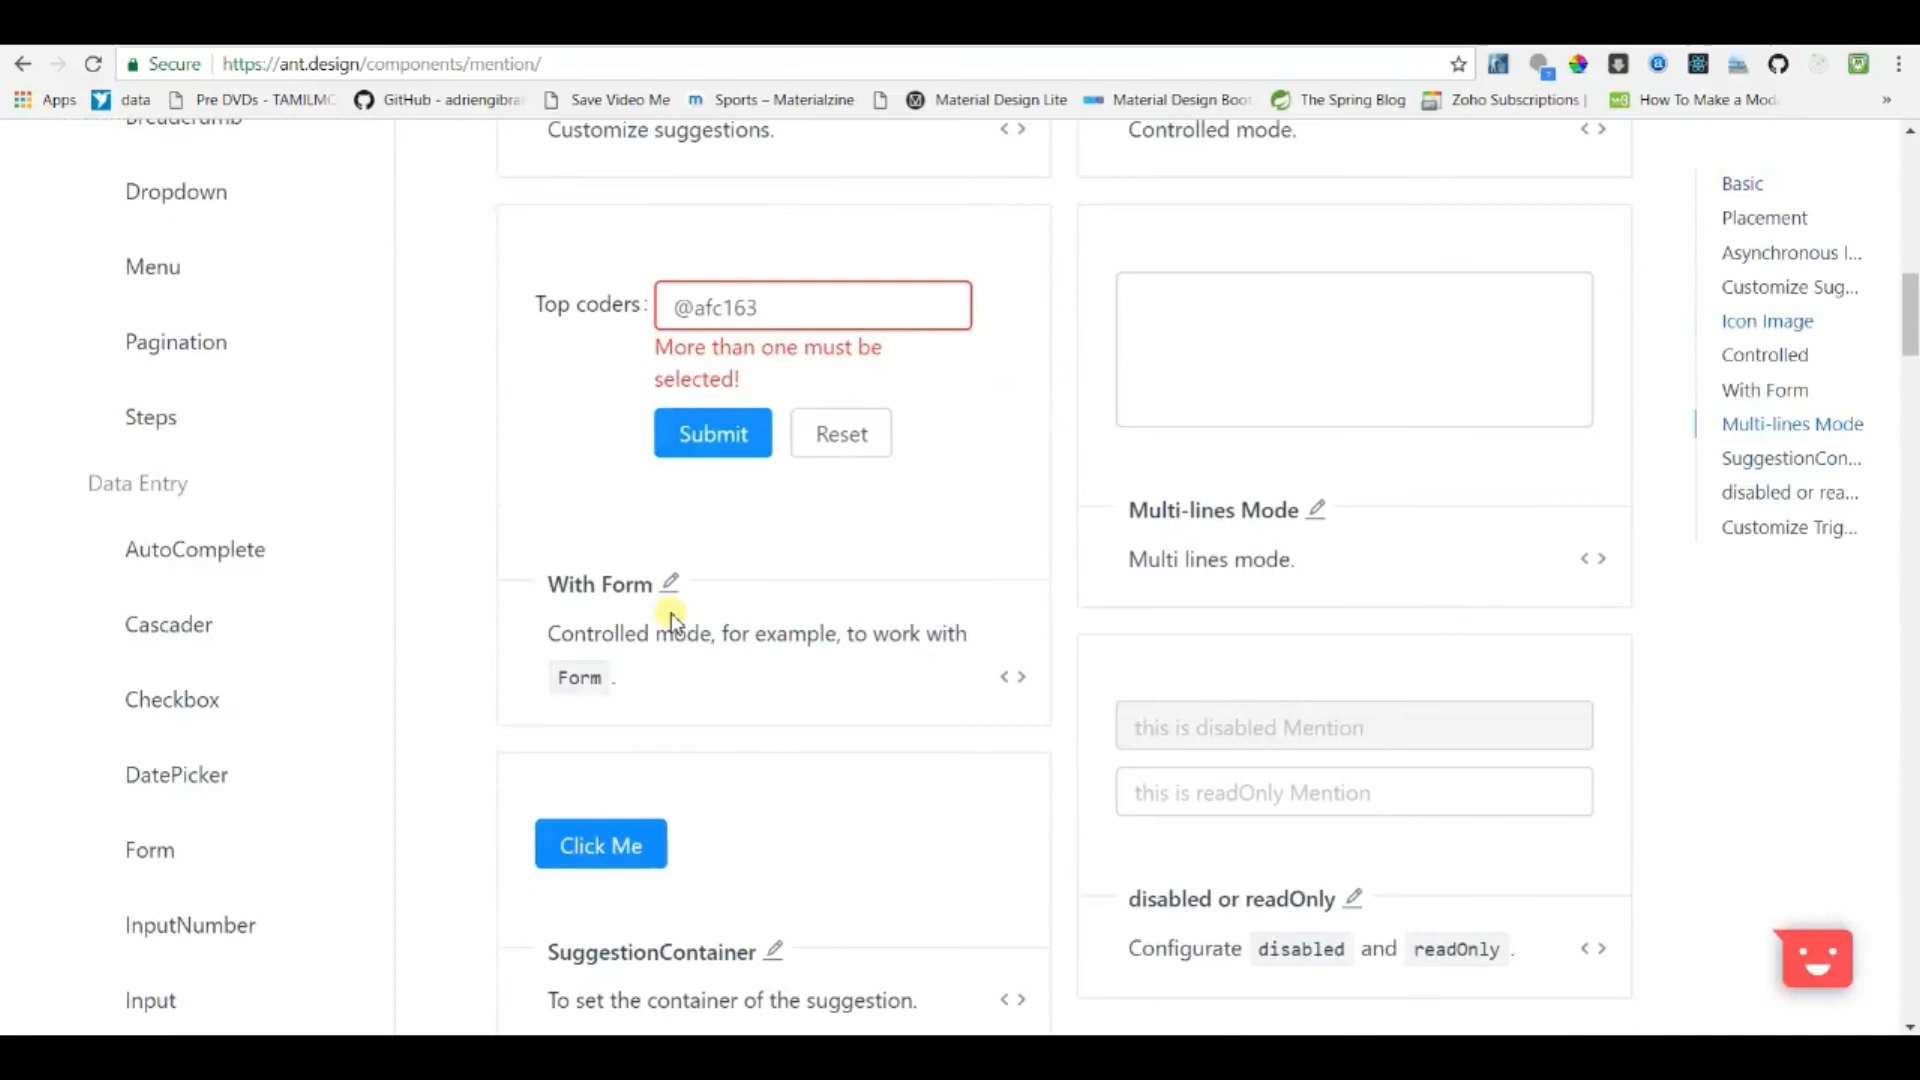 Secure https://ant.design/components/mention/
Apps data Pre DVDs - TAMILMC GitHub - adriengibra Save Video Me Sports – Materialzine Material Design Lite Material Design Boot The Spring Blog Zoho Subscriptions | How To Make a Mod
Breadcrumb
Dropdown
Menu
Pagination
Steps
Data Entry
AutoComplete
Cascader
Checkbox
DatePicker
Form
InputNumber
Input
Customize suggestions.
Top coders:
@afc163
More than one must be
selected!
Submit Reset
With Form
Controlled mode, for example, to work with
Form .
Click Me
SuggestionContainer
To set the container of the suggestion.
Controlled mode.
Multi-lines Mode
Multi lines mode.
this is disabled Mention
this is readOnly Mention
disabled or readOnly
Configurate disabled and readOnly .
Basic
Placement
Asynchronous l...
Customize Sug...
Icon Image
Controlled
With Form
Multi-lines Mode
SuggestionCon...
disabled or rea...
Customize Trig...